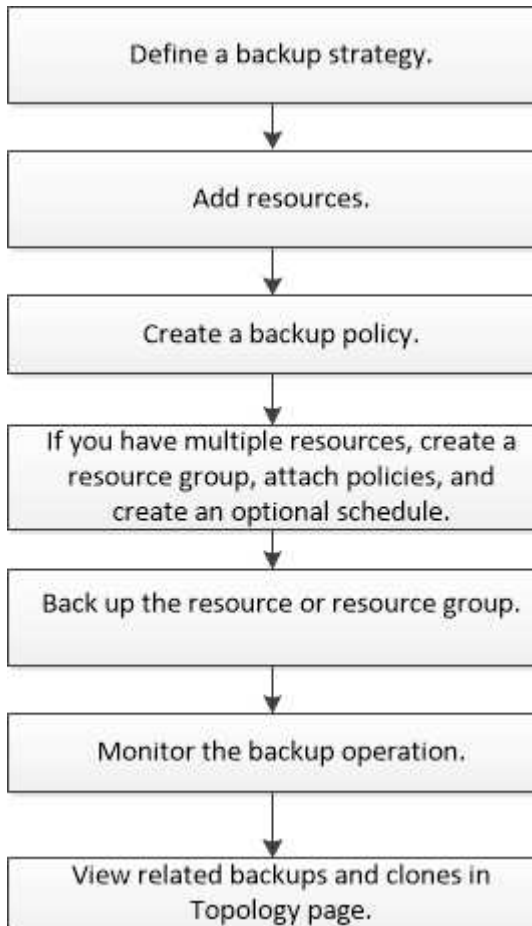 Define a backup strategy.
Add resources.
Create a backup policy.
If you have multiple resources, create a
resource group, attach policies, and
create an optional schedule.
Back up the resource or resource group.
Monitor the backup operation.
View related backups and clones in
Topology page.